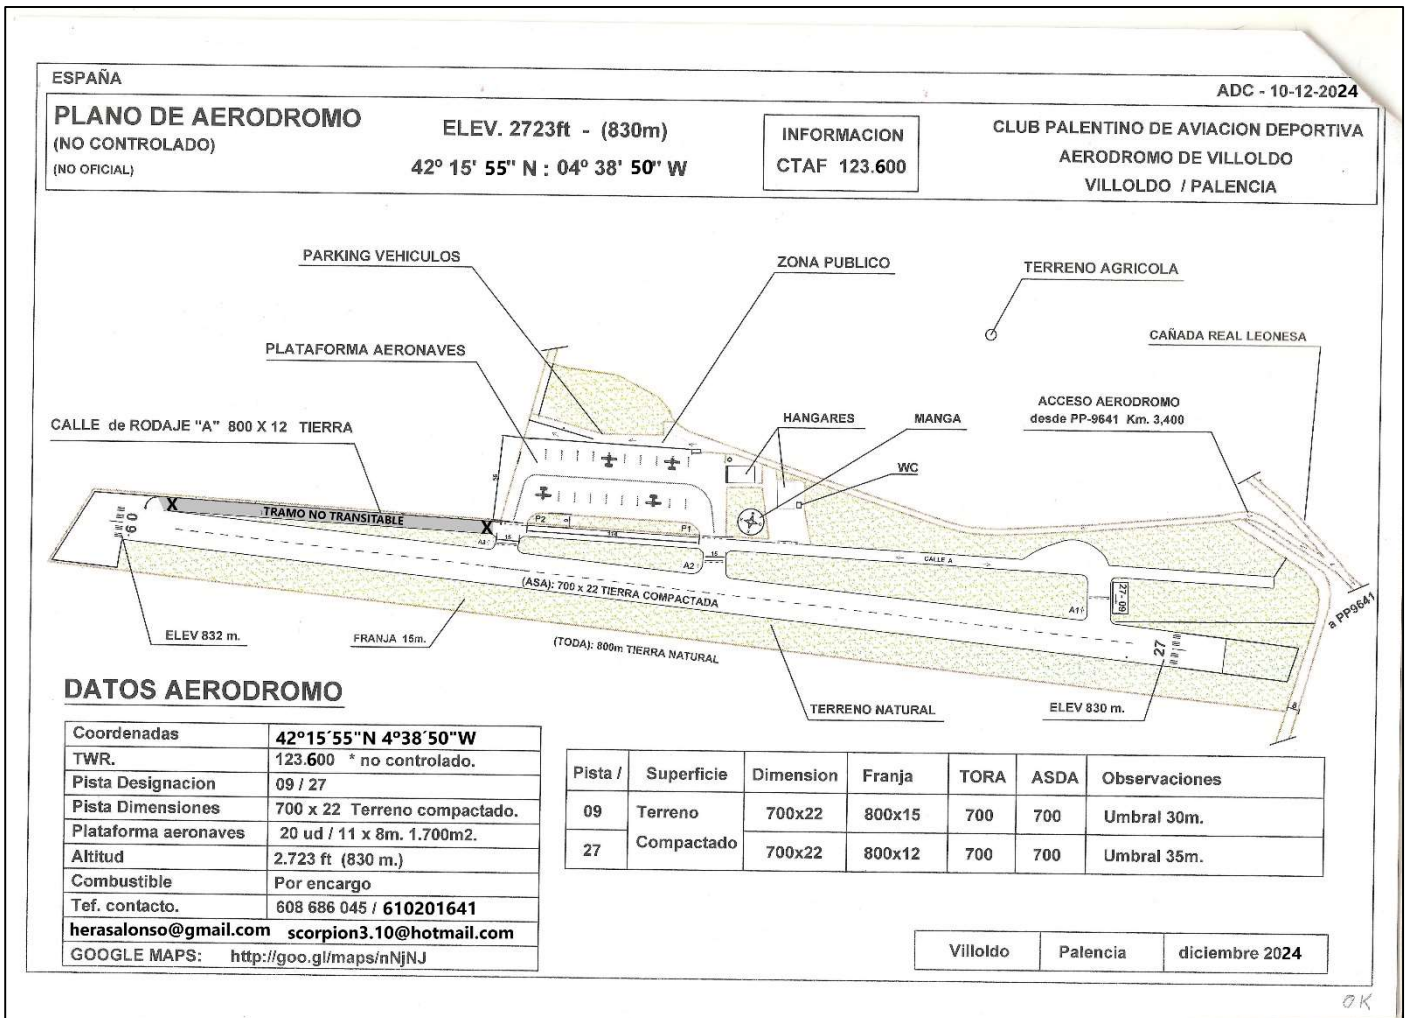 ESPAÑA
ADC - 10-12-2024
PLANO DE AERODROMO
(NO CONTROLADO)
(NO OFICIAL)
ELEV. 2723ft - (830m)
42º 15' 55" N : 04º 38' 50" W
INFORMACION
CTAF 123.600
CLUB PALENTINO DE AVIACION DEPORTIVA
AERODROMO DE VILLOLDO
VILLOLDO / PALENCIA
PARKING VEHICULOS
ZONA PUBLICO
TERRENO AGRICOLA
CAÑADA REAL LEONESA
PLATAFORMA AERONAVES
ACCESO AERODROMO
desde PP-9641 Km. 3,400
HANGARES
MANGA
CALLE de RODAJE "A" 800 X 12 TIERRA
WC
X
TRAMO NO TRANSITABLE
X
P2
P1
09
15
A2
15
CALLE A
(ASA): 700 x 22 TIERRA COMPACTADA
A1
27-09
a PP9641
ELEV 832 m.
FRANJA 15m.
(TODA): 800m TIERRA NATURAL
27
TERRENO NATURAL
ELEV 830 m.
8
DATOS AERODROMO
Coordenadas 42º15´55"N 4º38´50"W
TWR. 123.600 * no controlado.
Pista Designacion 09 / 27
Pista Dimensiones 700 x 22 Terreno compactado.
Plataforma aeronaves 20 ud / 11 x 8m. 1.700m2.
Altitud 2.723 ft (830 m.)
Combustible Por encargo
Tef. contacto. 608 686 045 / 610201641
herasalonso@gmail.com scorpion3.10@hotmail.com
GOOGLE MAPS: http://goo.gl/maps/nNjNJ
Pista / Superficie Dimension Franja TORA ASDA Observaciones
09 Terreno 700x22 800x15 700 700 Umbral 30m.
27 Compactado 700x22 800x12 700 700 Umbral 35m.
Villoldo Palencia diciembre 2024
OK